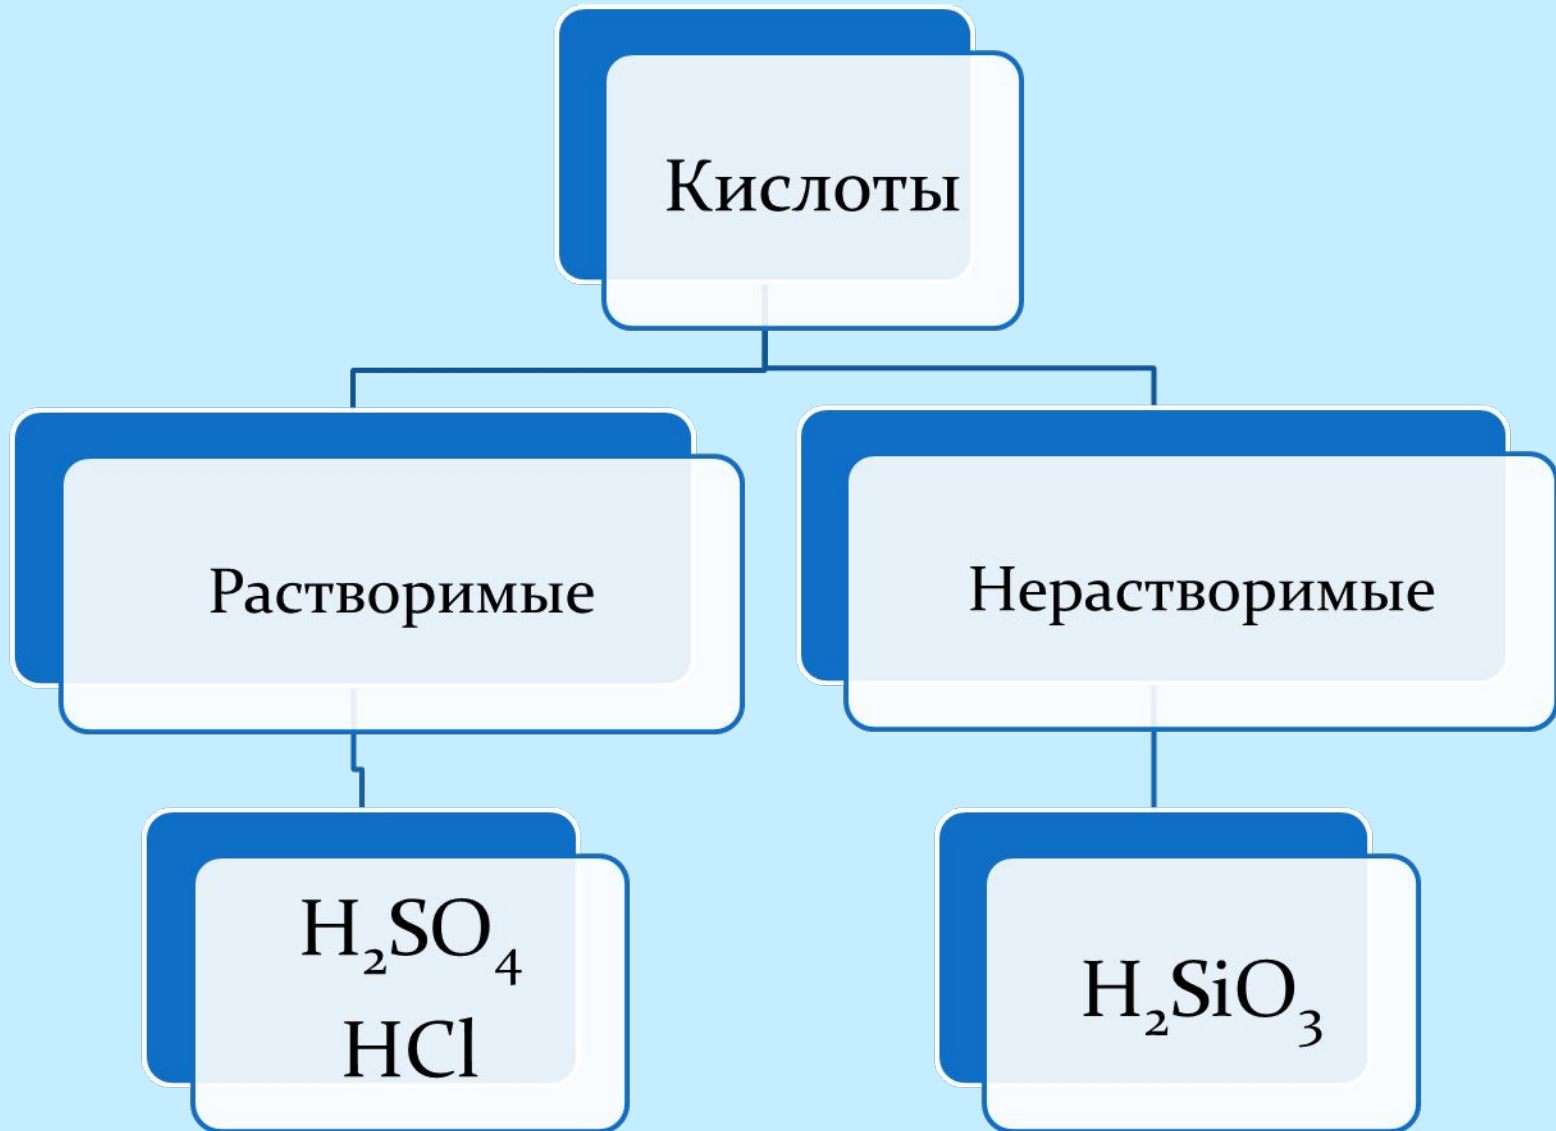 Кислоты
Растворимые
Нерастворимые
H₂SO₄
HCl
H₂SiO₃